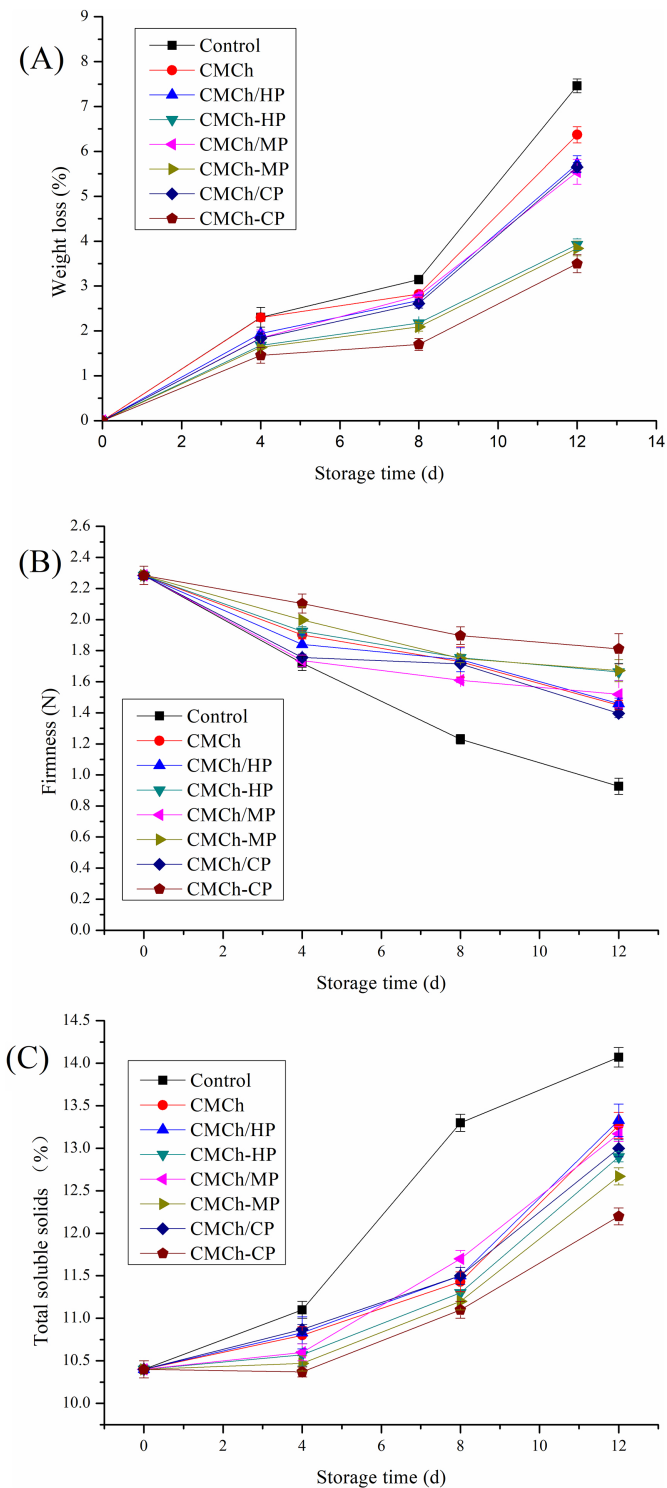 (A)
Control
CMCh
CMCh/HP
CMCh-HP
CMCh/MP
CMCh-MP
CMCh/CP
CMCh-CP
Weight loss (%)
9
8
7
6
5
4
3
2
1
0
0 2 4 6 8 10 12 14
Storage time (d)
(B)
Firmness (N)
2.6
2.4
2.2
2.0
1.8
1.6
1.4
1.2
1.0
0.8
0.6
0.4
0.2
0.0
Control
CMCh
CMCh/HP
CMCh-HP
CMCh/MP
CMCh-MP
CMCh/CP
CMCh-CP
0 2 4 6 8 10 12
Storage time (d)
(C)
Total soluble solids （%）
14.5
14.0
13.5
13.0
12.5
12.0
11.5
11.0
10.5
10.0
Control
CMCh
CMCh/HP
CMCh-HP
CMCh/MP
CMCh-MP
CMCh/CP
CMCh-CP
0 2 4 6 8 10 12
Storage time (d)